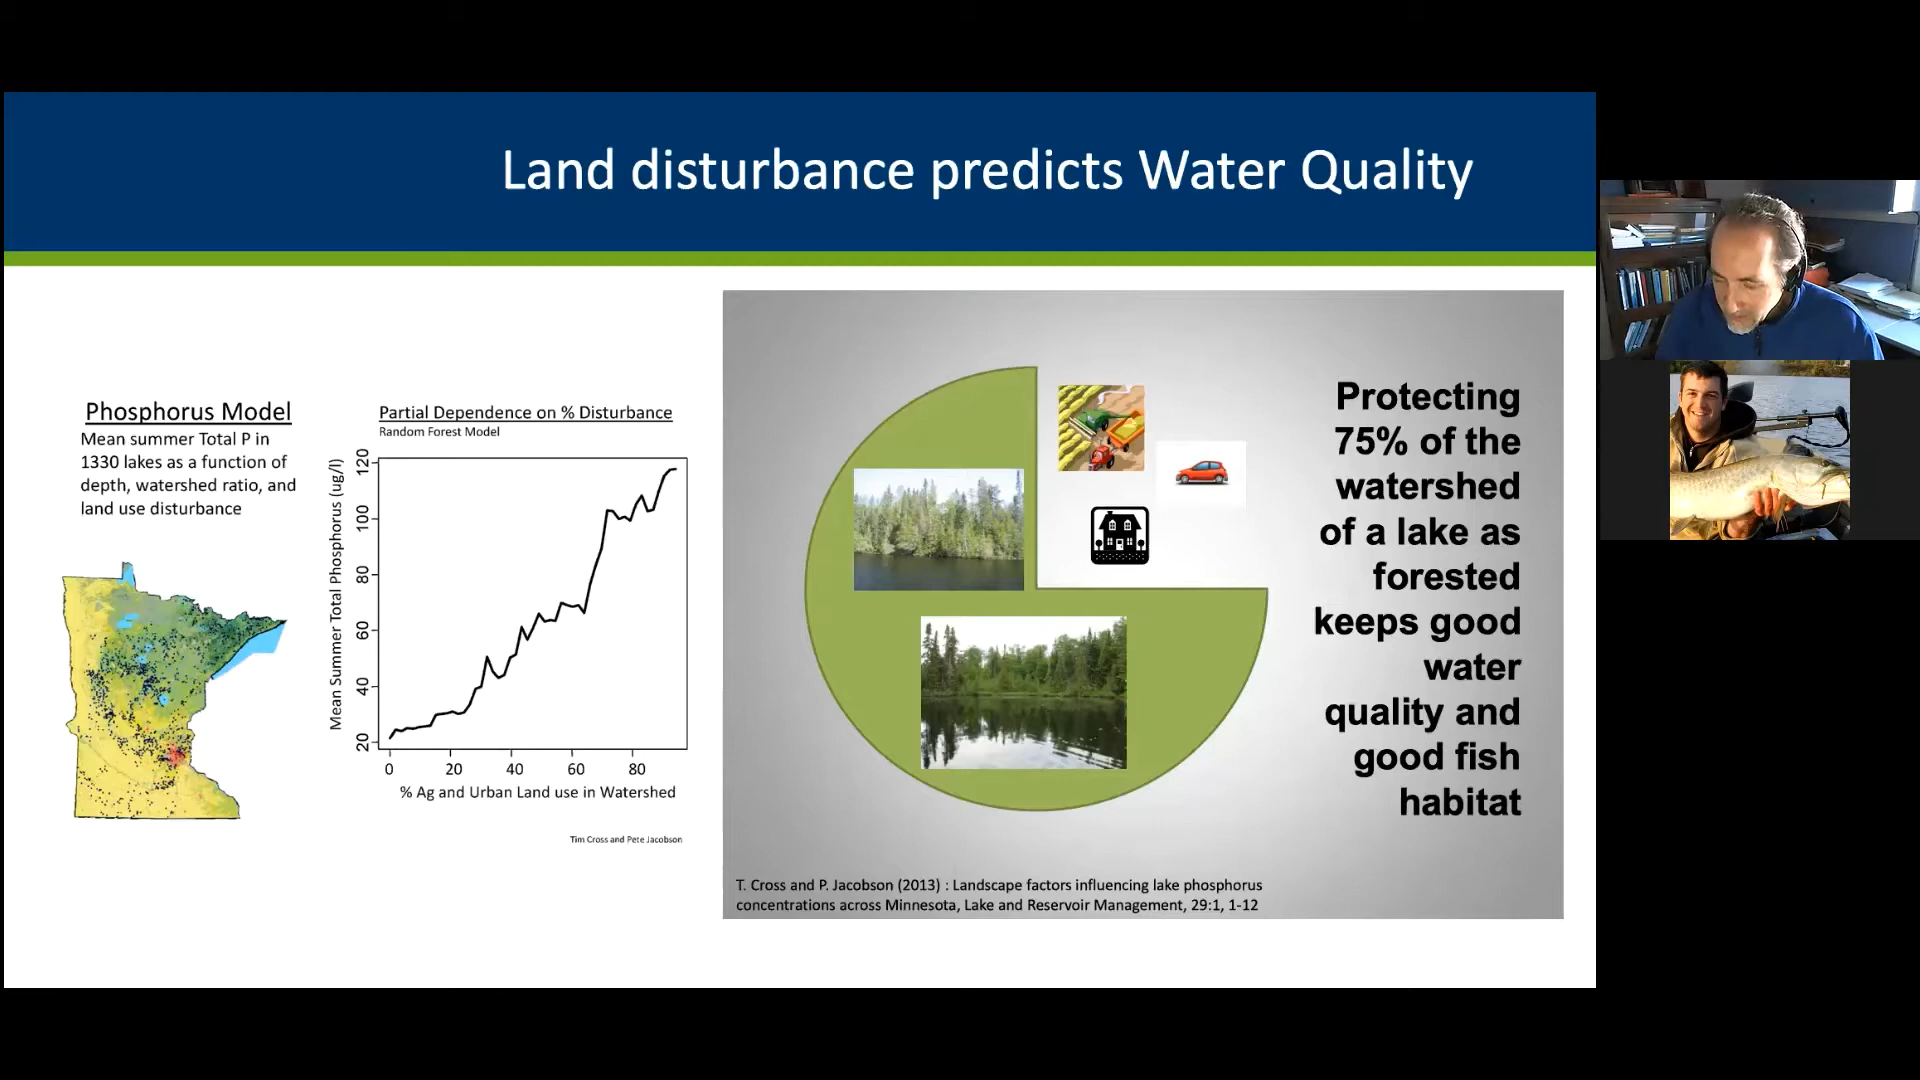 Land disturbance predicts Water Quality
Phosphorus Model
Mean summer Total P in
1330 lakes as a function of
depth, watershed ratio, and
land use disturbance
Partial Dependence on % Disturbance
Random Forest Model
Mean Summer Total Phosphorus (ug/l)
120
100
80
60
40
20
0 20 40 60 80
% Ag and Urban Land use in Watershed
Tim Cross and Pete Jacobson
Protecting
75% of the
watershed
of a lake as
forested
keeps good
water
quality and
good fish
habitat
T. Cross and P. Jacobson (2013) : Landscape factors influencing lake phosphorus
concentrations across Minnesota, Lake and Reservoir Management, 29:1, 1-12